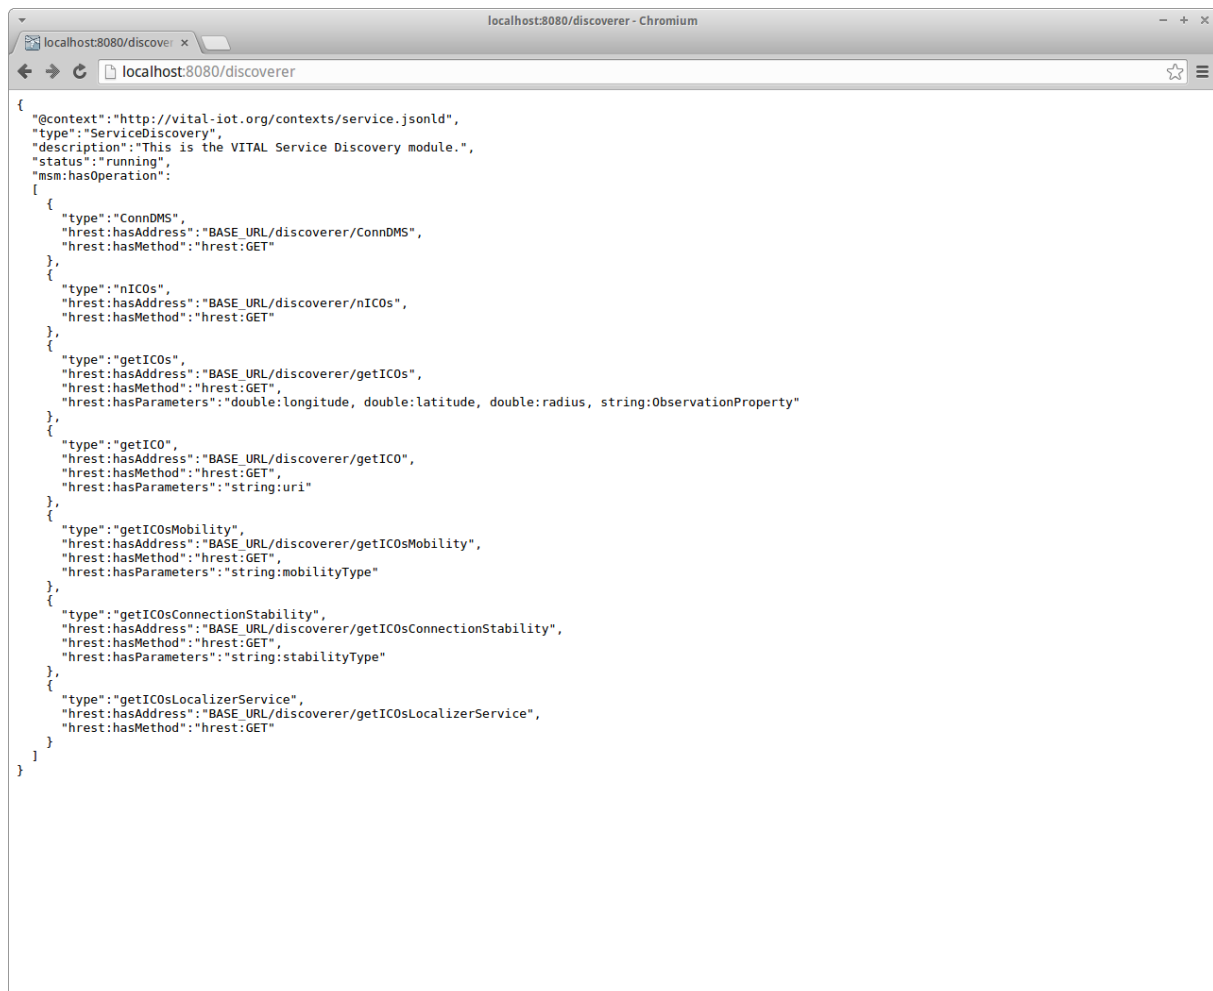 localhost:8080/discoverer - Chromium
localhost:8080/discover
localhost:8080/discoverer
{
"@context":"http://vital-iot.org/contexts/service.jsonld",
"type":"ServiceDiscovery",
"description":"This is the VITAL Service Discovery module.",
"status":"running",
"msm:hasOperation":
[
{
"type":"ConnDMS",
"hrest:hasAddress":"BASE_URL/discoverer/ConnDMS",
"hrest:hasMethod":"hrest:GET"
},
{
"type":"nICOs",
"hrest:hasAddress":"BASE_URL/discoverer/nICOs",
"hrest:hasMethod":"hrest:GET"
},
{
"type":"getICOs",
"hrest:hasAddress":"BASE_URL/discoverer/getICOs",
"hrest:hasMethod":"hrest:GET",
"hrest:hasParameters":"double:longitude, double:latitude, double:radius, string:ObservationProperty"
},
{
"type":"getICO",
"hrest:hasAddress":"BASE_URL/discoverer/getICO",
"hrest:hasMethod":"hrest:GET",
"hrest:hasParameters":"string:uri"
},
{
"type":"getICOsMobility",
"hrest:hasAddress":"BASE_URL/discoverer/getICOsMobility",
"hrest:hasMethod":"hrest:GET",
"hrest:hasParameters":"string:mobilityType"
},
{
"type":"getICOsConnectionStability",
"hrest:hasAddress":"BASE_URL/discoverer/getICOsConnectionStability",
"hrest:hasMethod":"hrest:GET",
"hrest:hasParameters":"string:stabilityType"
},
{
"type":"getICOsLocalizerService",
"hrest:hasAddress":"BASE_URL/discoverer/getICOsLocalizerService",
"hrest:hasMethod":"hrest:GET"
}
]
}